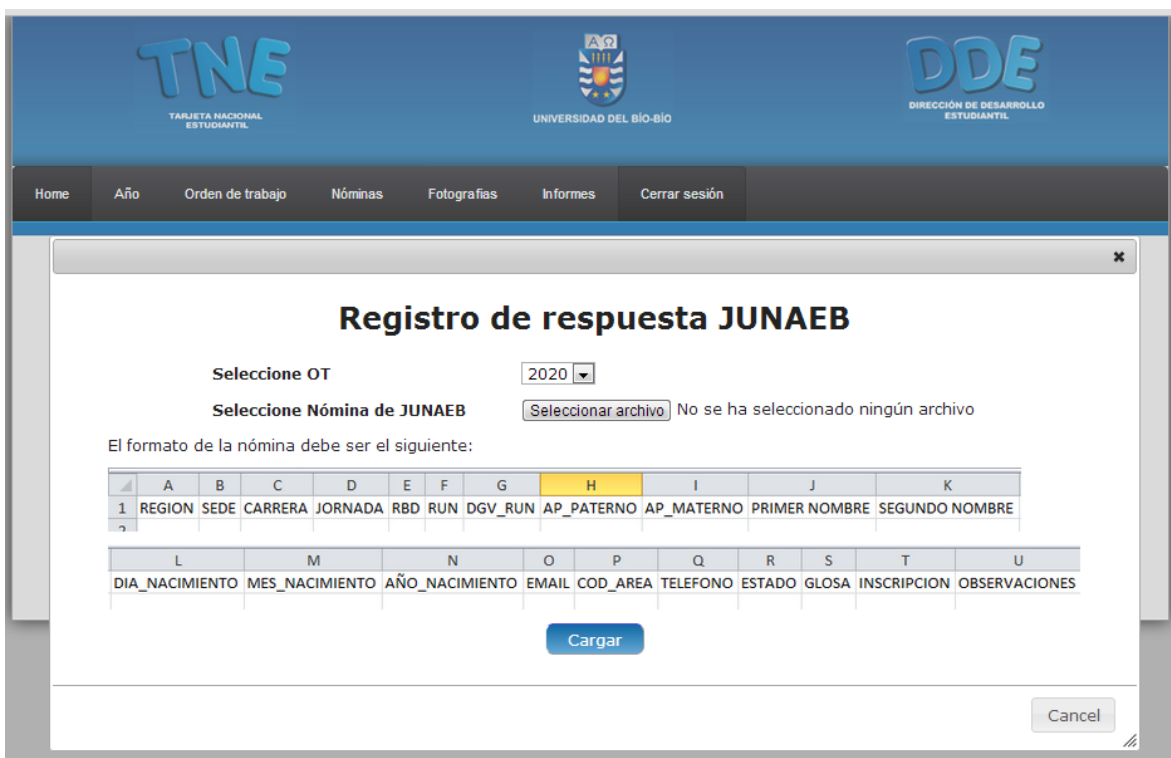 TNE
TARJETA NACIONAL
ESTUDIANTIL
ΑΩ
UNIVERSIDAD DEL BÍO-BÍO
DDE
DIRECCIÓN DE DESARROLLO
ESTUDIANTIL
Home Año Orden de trabajo Nóminas Fotografias Informes Cerrar sesión
Registro de respuesta JUNAEB
Seleccione OT 2020
Seleccione Nómina de JUNAEB Seleccionar archivo No se ha seleccionado ningún archivo
El formato de la nómina debe ser el siguiente:
A B C D E F G H I J K
1 REGION SEDE CARRERA JORNADA RBD RUN DGV_RUN AP_PATERNO AP_MATERNO PRIMER NOMBRE SEGUNDO NOMBRE
2
L M N O P Q R S T U
DIA_NACIMIENTO MES_NACIMIENTO AÑO_NACIMIENTO EMAIL COD_AREA TELEFONO ESTADO GLOSA INSCRIPCION OBSERVACIONES
Cargar
Cancel